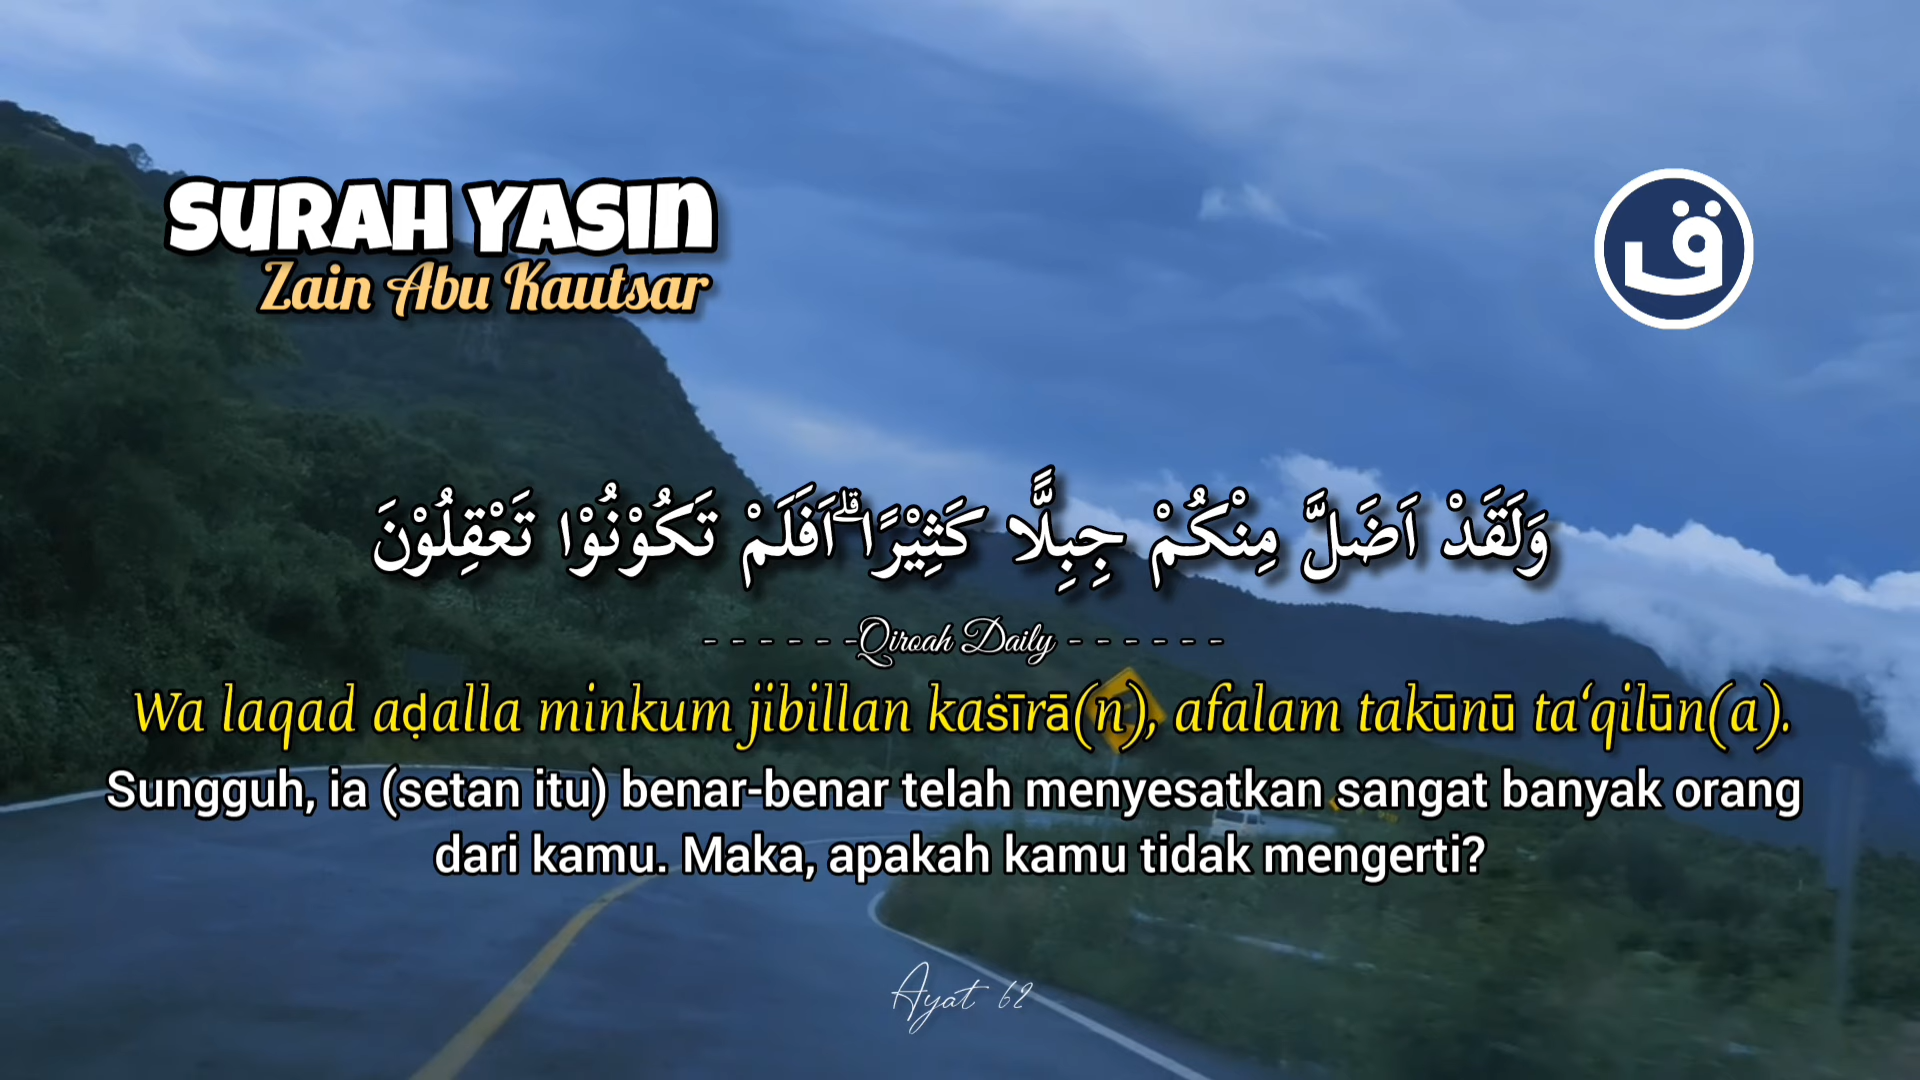 SURAH YASIN
Zain Abu Kautsar
ق
وَلَقَدْ اَضَلَّ مِنْكُمْ جِبِلًّا كَثِيْرًاۗ اَفَلَمْ تَكُوْنُوْا تَعْقِلُوْنَ
- - - - - -Qiroah Daily - - - - - -
Wa laqad aḍalla minkum jibillan kaṡīrā(n), afalam takūnū ta‘qilūn(a).
Sungguh, ia (setan itu) benar-benar telah menyesatkan sangat banyak orang
dari kamu. Maka, apakah kamu tidak mengerti?
Ayat 62